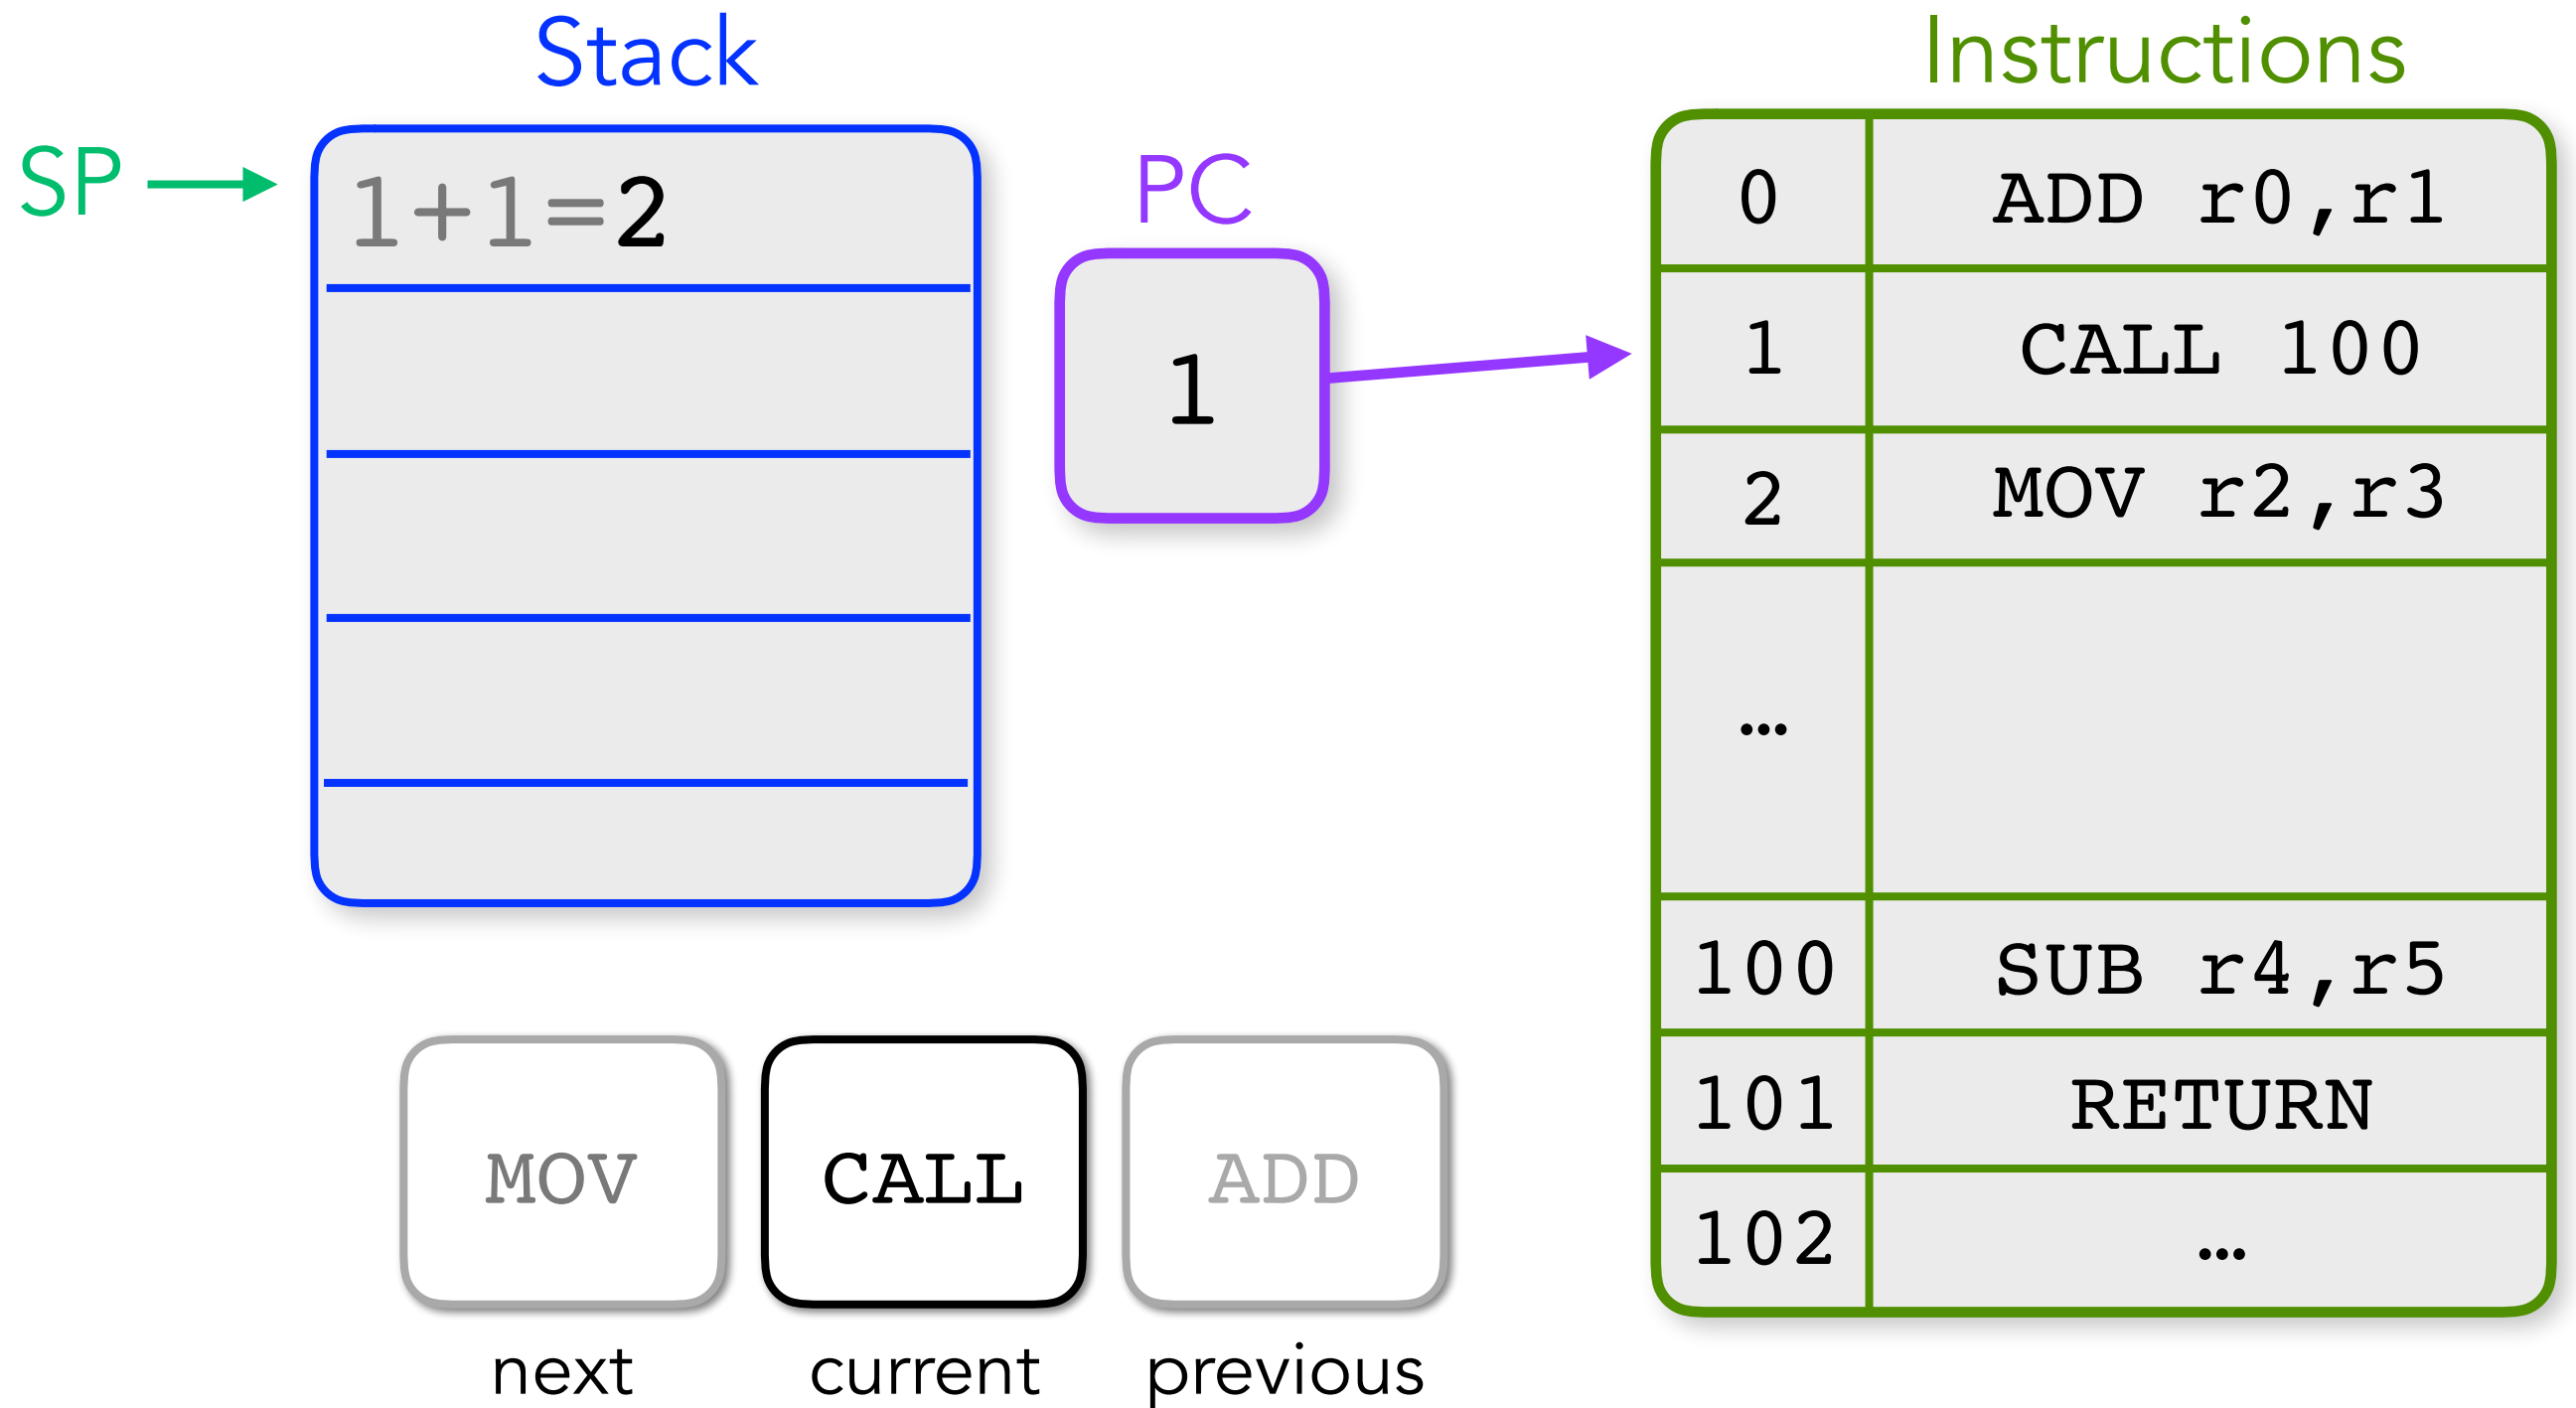 Stack
Instructions
SP
1+1=2
PC
1
0 ADD r0,r1
1 CALL 100
2 MOV r2,r3
…
100 SUB r4,r5
101 RETURN
102 …
MOV CALL ADD
next current previous